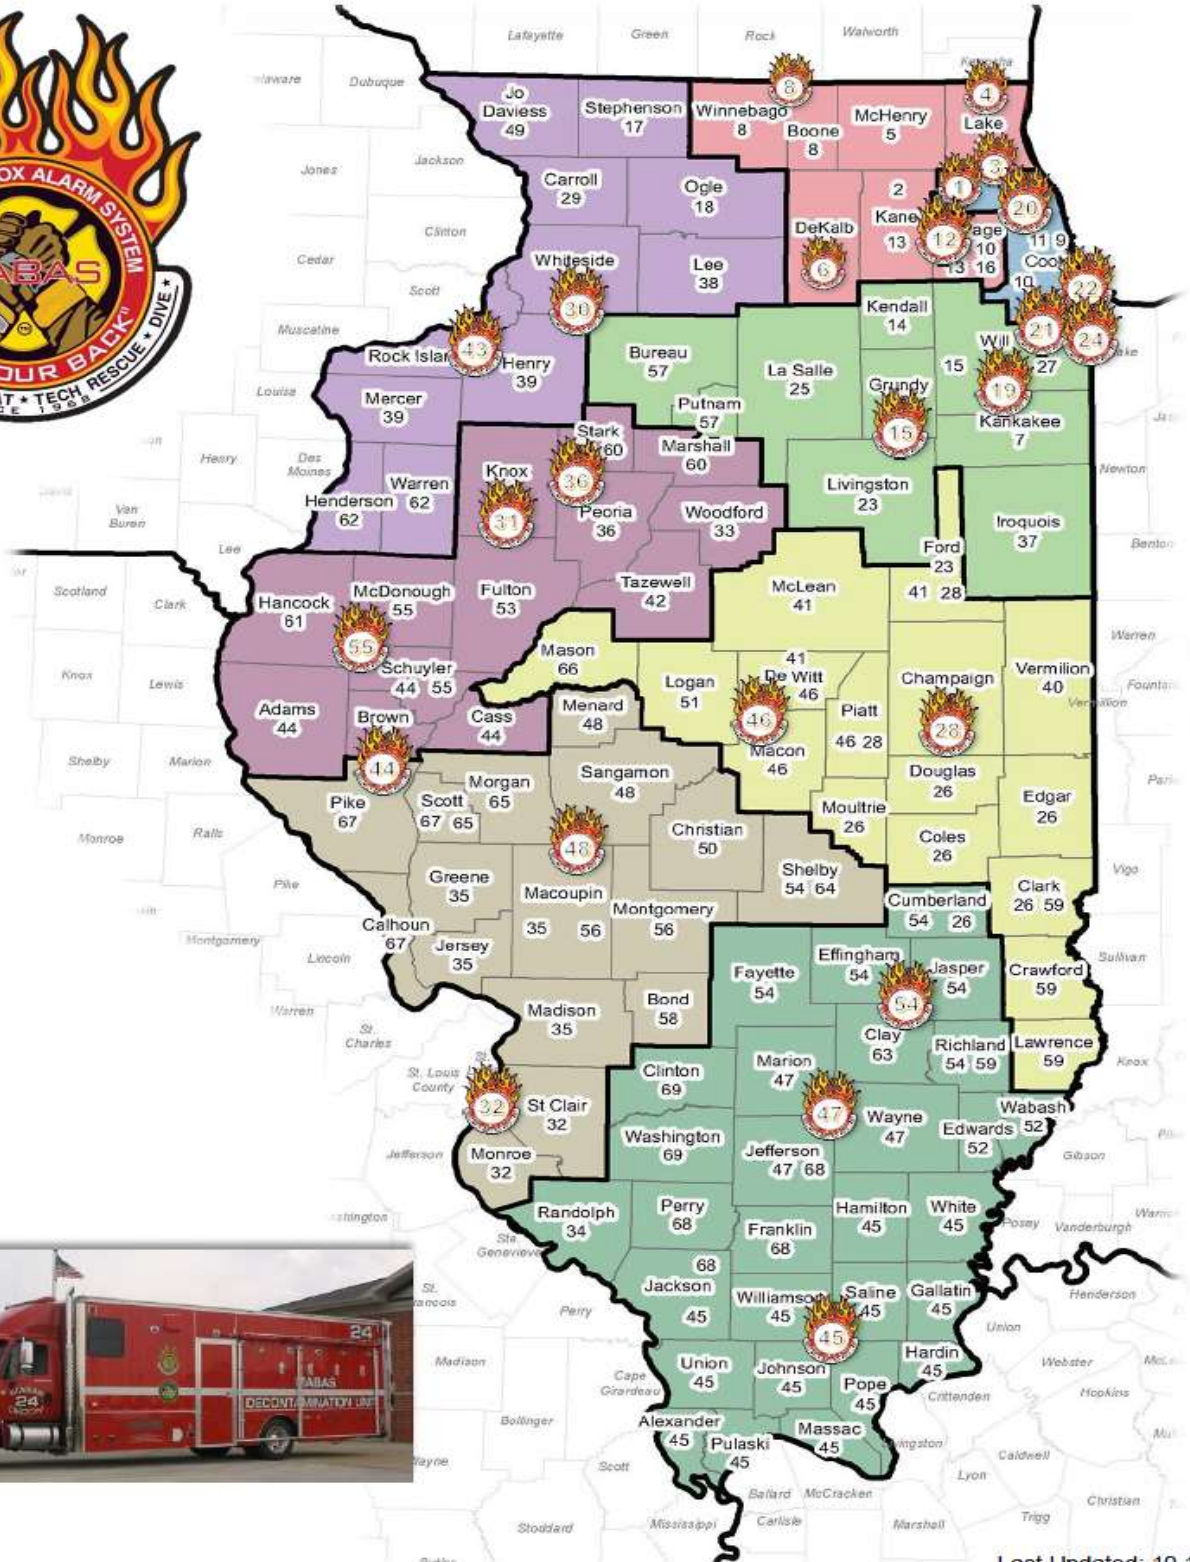 Lafayette
Green
Rock
Walworth
Dubuque
Jo
Daviess
49
Stephenson
17
Winnebago
8
Boone
8
8
McHenry
5
4
Lake
Jones
Jackson
Carroll
29
Ogle
18
DeKalb
6
2
Kane
13
12
1
3
20
10
13 16
11 9
Cook
10
22
BOX ALARM SYSTEM
ABAS
OUR BACK"
TECH RESCUE ★ DIVE ★
1968
Cedar
Clinton
Scott
Whiteside
30
Lee
38
Kendall
14
Will
15
21
24
27
19
Muscatine
Louisa
Rock Islan
43
Henry
39
Mercer
39
Bureau
57
Putnam
57
La Salle
25
Grundy
15
Kankakee
7
Henry
Des
Moines
Van
Buren
Lee
Henderson
62
Warren
62
Knox
31
Stark
60
36
Peoria
36
Marshall
60
Woodford
33
Livingston
23
Ford
23
41 28
Iroquois
37
Newton
Benton
Scotland
Clark
Hancock
61
McDonough
55
55
Fulton
53
Tazewell
42
McLean
41
Warren
Knox
Lewis
Adams
44
Schuyler
44 55
Brown
44
Cass
44
Mason
66
Menard
48
Logan
51
41
De Witt
46
46
Macon
46
Piatt
46 28
Champaign
28
Vermilion
40
Vermillion
Shelby
Marion
Pike
67
Scott
67 65
Morgan
65
Sangamon
48
Christian
50
Moultrie
26
Douglas
26
Coles
26
Edgar
26
Monroe
Ralls
Pike
Greene
35
48
Macoupin
35 56
Montgomery
56
Shelby
54 64
Cumberland
54 26
Clark
26 59
Vigo
Montgomery
Lincoln
Calhoun
67
Jersey
35
Fayette
54
Effingham
54
Jasper
54
54
Crawford
59
Sullivan
Warren
St.
Charles
St. Louis
County
Madison
35
Bond
58
Clay
63
Richland
54 59
Lawrence
59
Knox
32
St Clair
32
Monroe
32
Clinton
69
Washington
69
Marion
47
47
Wayne
47
Jefferson
47 68
Edwards
52
Wabash
52
Gibson
Jefferson
Ste.
Genevieve
Randolph
34
Perry
68
Franklin
68
Hamilton
45
White
45
Posey
Vanderburgh
68
Jackson
45
Williamson
45
45
Saline
45
Gallatin
45
Henderson
Union
Perry
Madison
Cape
Girardeau
Union
45
Johnson
45
Pope
45
Hardin
45
Crittenden
Webster
Hopkins
24
MABAS
DECONTAMINATION UNIT
24
Bollinger
Alexander
45
Pulaski
45
Massac
45
Scott
Caldwell
Lyon
Ballard
McCracken
Christian
Trigg
Stoddard
Mississippi
Carlisle
Marshall